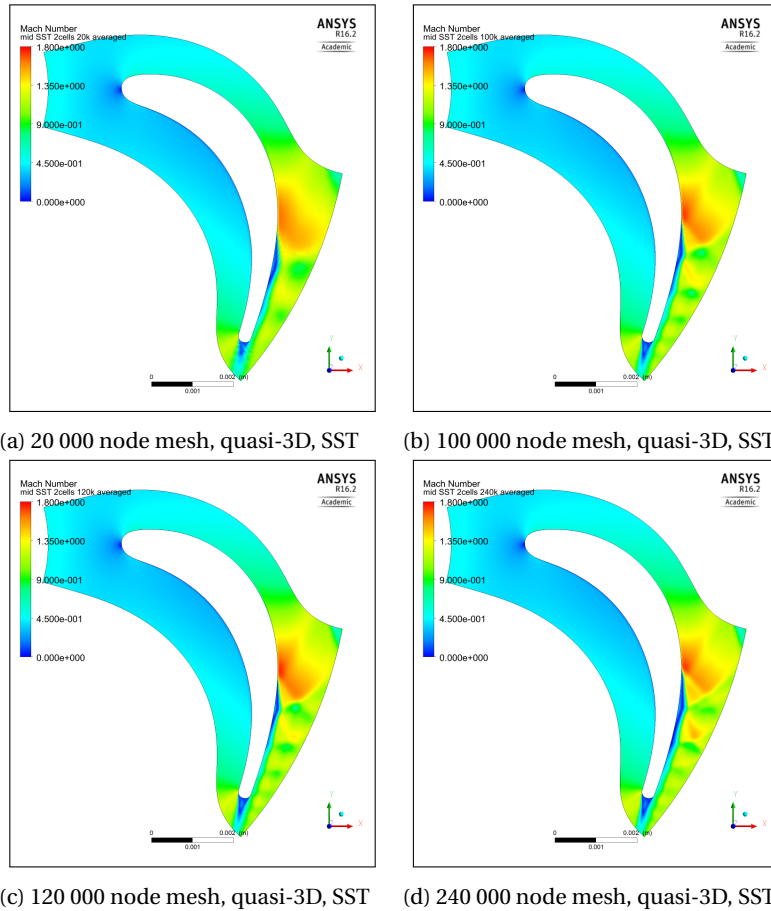 Mach Number
mid SST 2cells 20k averaged
1.800e+000
1.350e+000
9.000e-001
4.500e-001
0.000e+000
ANSYS
R16.2
Academic
Y
X
Z
0
0.002 (m)
0.001
(a) 20 000 node mesh, quasi-3D, SST
Mach Number
mid SST 2cells 100k averaged
1.800e+000
1.350e+000
9.000e-001
4.500e-001
0.000e+000
ANSYS
R16.2
Academic
Y
X
Z
0
0.002 (m)
0.001
(b) 100 000 node mesh, quasi-3D, SST
Mach Number
mid SST 2cells 120k averaged
1.800e+000
1.350e+000
9.000e-001
4.500e-001
0.000e+000
ANSYS
R16.2
Academic
Y
X
Z
0
0.002 (m)
0.001
(c) 120 000 node mesh, quasi-3D, SST
Mach Number
mid SST 2cells 240k averaged
1.800e+000
1.350e+000
9.000e-001
4.500e-001
0.000e+000
ANSYS
R16.2
Academic
Y
X
Z
0
0.002 (m)
0.001
(d) 240 000 node mesh, quasi-3D, SST